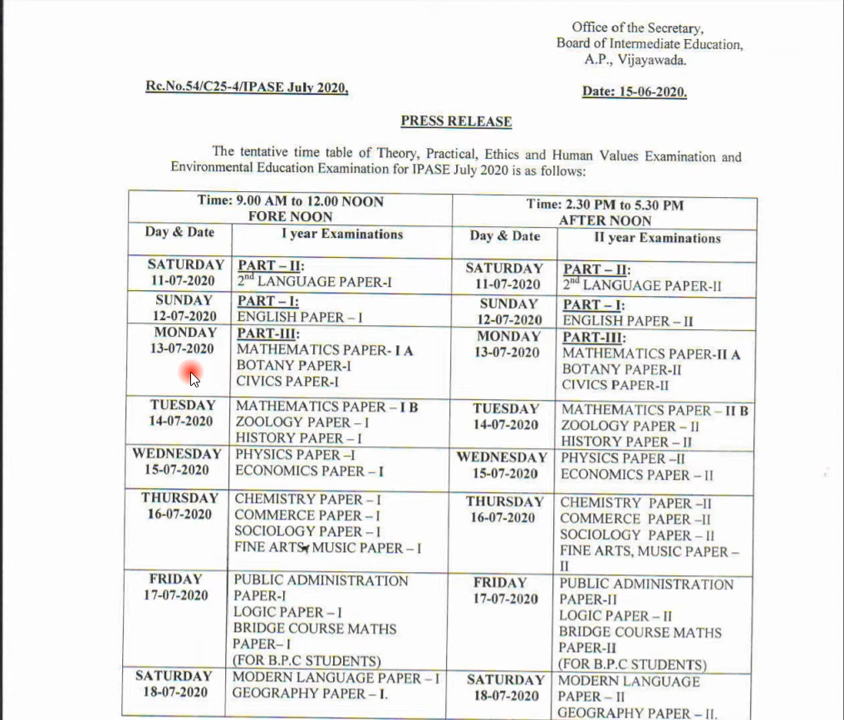 Office of the Secretary,
Board of Intermediate Education,
A.P., Vijayawada.
Rc.No.54/C25-4/IPASE July 2020,
Date: 15-06-2020.
PRESS RELEASE
The tentative time table of Theory, Practical, Ethics and Human Values Examination and
Environmental Education Examination for IPASE July 2020 is as follows:
Time: 9.00 AM to 12.00 NOON
FORE NOON
Time: 2.30 PM to 5.30 PM
AFTER NOON
Day & Date
I year Examinations
Day & Date
II year Examinations
SATURDAY
11-07-2020
PART – II:
2nd LANGUAGE PAPER-I
SATURDAY
11-07-2020
PART – II:
2nd LANGUAGE PAPER-II
SUNDAY
12-07-2020
PART – I:
ENGLISH PAPER – I
SUNDAY
12-07-2020
PART – I:
ENGLISH PAPER – II
MONDAY
13-07-2020
PART-III:
MATHEMATICS PAPER- I A
BOTANY PAPER-I
CIVICS PAPER-I
MONDAY
13-07-2020
PART-III:
MATHEMATICS PAPER-II A
BOTANY PAPER-II
CIVICS PAPER-II
TUESDAY
14-07-2020
MATHEMATICS PAPER – I B
ZOOLOGY PAPER – I
HISTORY PAPER – I
TUESDAY
14-07-2020
MATHEMATICS PAPER – II B
ZOOLOGY PAPER – II
HISTORY PAPER – II
WEDNESDAY
15-07-2020
PHYSICS PAPER –I
ECONOMICS PAPER – I
WEDNESDAY
15-07-2020
PHYSICS PAPER –II
ECONOMICS PAPER – II
THURSDAY
16-07-2020
CHEMISTRY PAPER – I
COMMERCE PAPER – I
SOCIOLOGY PAPER – I
FINE ARTS, MUSIC PAPER – I
THURSDAY
16-07-2020
CHEMISTRY PAPER –II
COMMERCE PAPER –II
SOCIOLOGY PAPER – II
FINE ARTS, MUSIC PAPER –
II
FRIDAY
17-07-2020
PUBLIC ADMINISTRATION
PAPER-I
LOGIC PAPER – I
BRIDGE COURSE MATHS
PAPER– I
(FOR B.P.C STUDENTS)
FRIDAY
17-07-2020
PUBLIC ADMINISTRATION
PAPER-II
LOGIC PAPER – II
BRIDGE COURSE MATHS
PAPER-II
(FOR B.P.C STUDENTS)
SATURDAY
18-07-2020
MODERN LANGUAGE PAPER – I
GEOGRAPHY PAPER – I.
SATURDAY
18-07-2020
MODERN LANGUAGE
PAPER – II
GEOGRAPHY PAPER – II.